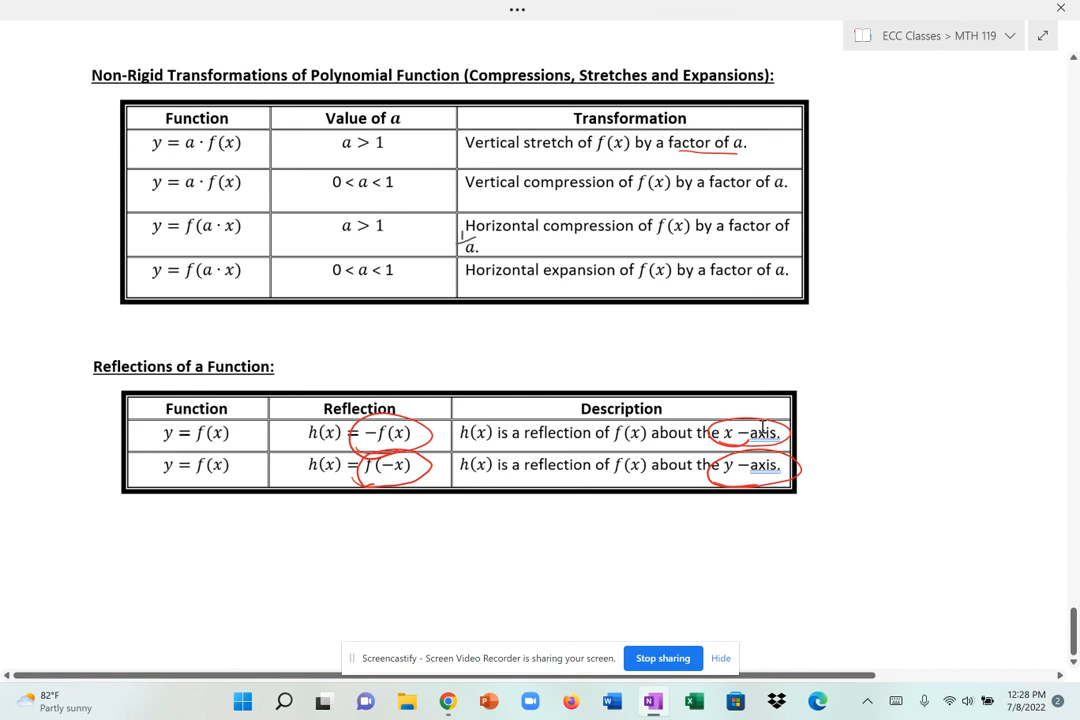 •••
ECC Classes > MTH 119
Non-Rigid Transformations of Polynomial Function (Compressions, Stretches and Expansions):
Function Value of a Transformation
y = a · f(x) a > 1 Vertical stretch of f(x) by a factor of a.
y = a · f(x) 0 < a < 1 Vertical compression of f(x) by a factor of a.
y = f(a · x) a > 1 Horizontal compression of f(x) by a factor of
1/a.
y = f(a · x) 0 < a < 1 Horizontal expansion of f(x) by a factor of a.
Reflections of a Function:
Function Reflection Description
y = f(x) h(x) = −f(x) h(x) is a reflection of f(x) about the x −axis.
y = f(x) h(x) = f(−x) h(x) is a reflection of f(x) about the y −axis.
Screencastify - Screen Video Recorder is sharing your screen. Stop sharing Hide
82°F
Partly sunny
12:28 PM
7/8/2022
2